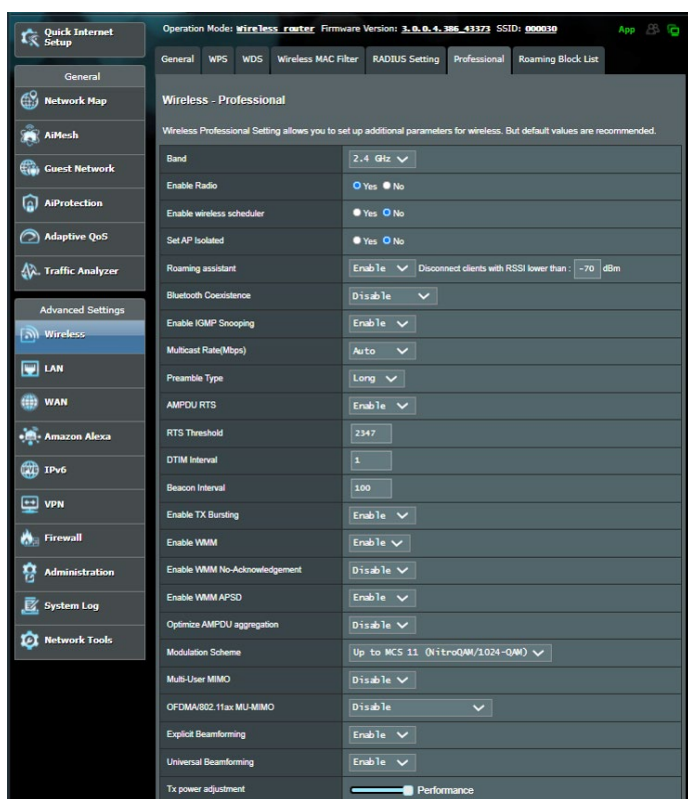 Quick Internet
Setup
Operation Mode: Wireless router Firmware Version: 3.0.0.4.386_43373 SSID: 000030
App
General WPS WDS Wireless MAC Filter RADIUS Setting Professional Roaming Block List
General
Network Map
AiMesh
Guest Network
AiProtection
Adaptive QoS
Traffic Analyzer
Advanced Settings
Wireless
LAN
WAN
Amazon Alexa
IPv6
VPN
Firewall
Administration
System Log
Network Tools
Wireless - Professional
Wireless Professional Setting allows you to set up additional parameters for wireless. But default values are recommended.
Band 2.4 GHz
Enable Radio Yes No
Enable wireless scheduler Yes No
Set AP Isolated Yes No
Roaming assistant Enable Disconnect clients with RSSI lower than : -70 dBm
Bluetooth Coexistence Disable
Enable IGMP Snooping Enable
Multicast Rate(Mbps) Auto
Preamble Type Long
AMPDU RTS Enable
RTS Threshold 2347
DTIM Interval 1
Beacon Interval 100
Enable TX Bursting Enable
Enable WMM Enable
Enable WMM No-Acknowledgement Disable
Enable WMM APSD Enable
Optimize AMPDU aggregation Disable
Modulation Scheme Up to MCS 11 (NitroQAM/1024-QAM)
Multi-User MIMO Disable
OFDMA/802.11ax MU-MIMO Disable
Explicit Beamforming Enable
Universal Beamforming Enable
Tx power adjustment Performance